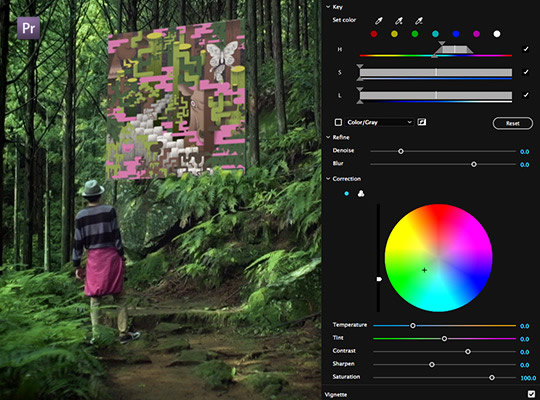 Pr
Key
Set color
H
S
L
Color/Gray
Reset
Refine
Denoise 0.0
Blur 0.0
Correction
Temperature 0.0
Tint 0.0
Contrast 0.0
Sharpen 0.0
Saturation 100.0
Vignette